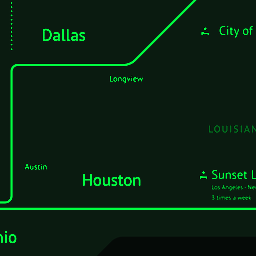 Dallas
City of
Longview
LOUISIAN
Austin
Houston
Sunset L
Los Angeles - Ne
3 times a week
nio